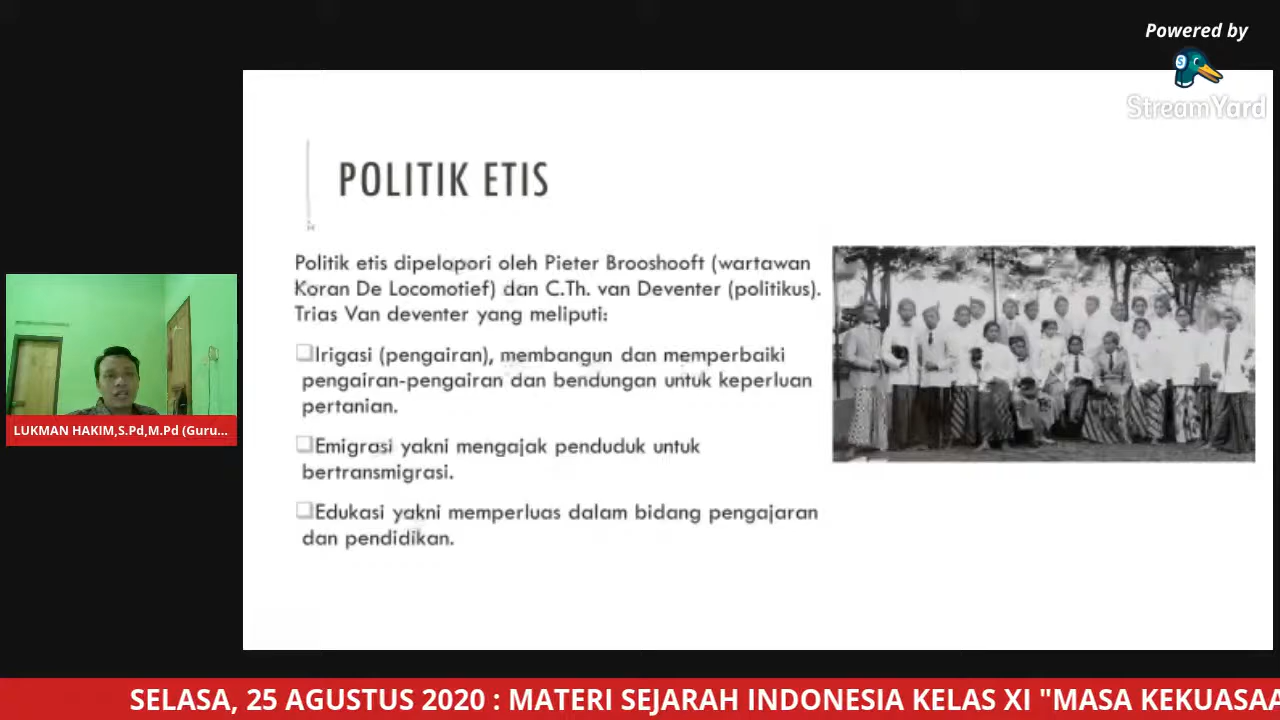 Powered by
StreamYard
POLITIK ETIS
Politik etis dipelopori oleh Pieter Brooshooft (wartawan
Koran De Locomotief) dan C.Th. van Deventer (politikus).
Trias Van deventer yang meliputi:
Irigasi (pengairan), membangun dan memperbaiki
pengairan-pengairan dan bendungan untuk keperluan
pertanian.
Emigrasi yakni mengajak penduduk untuk
bertransmigrasi.
Edukasi yakni memperluas dalam bidang pengajaran
dan pendidikan.
LUKMAN HAKIM,S.Pd,M.Pd (Guru...
SELASA, 25 AGUSTUS 2020 : MATERI SEJARAH INDONESIA KELAS XI "MASA KEKUASAA